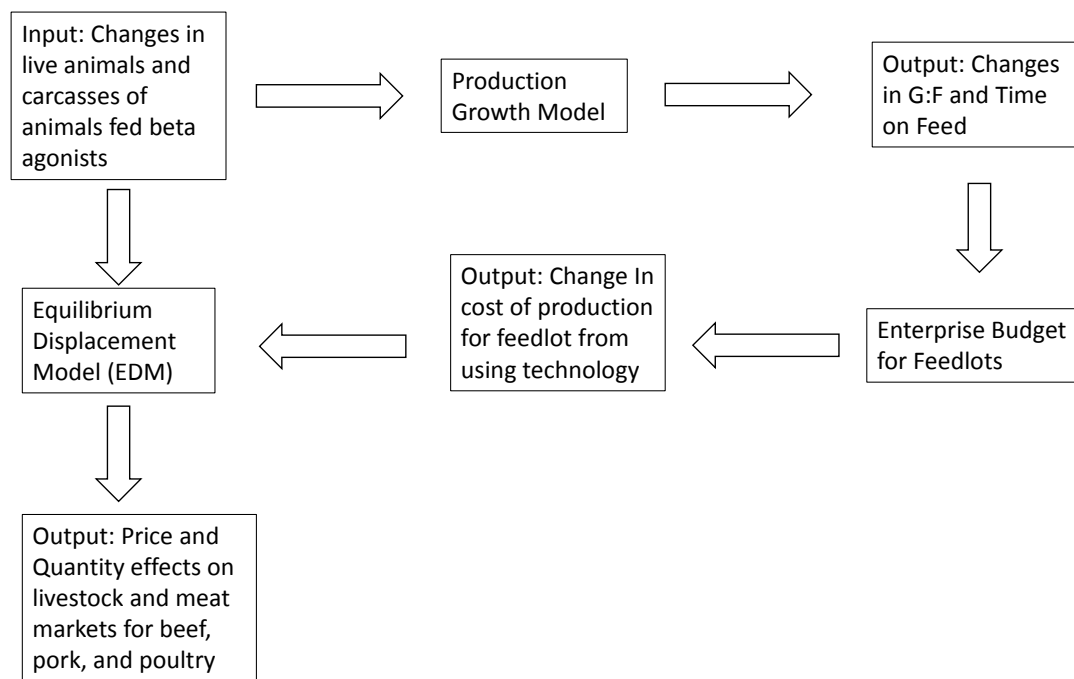 Input: Changes in
live animals and
carcasses of
animals fed beta
agonists
Production
Growth Model
Output: Changes
in G:F and Time
on Feed
Equilibrium
Displacement
Model (EDM)
Output: Change In
cost of production
for feedlot from
using technology
Enterprise Budget
for Feedlots
Output: Price and
Quantity effects on
livestock and meat
markets for beef,
pork, and poultry